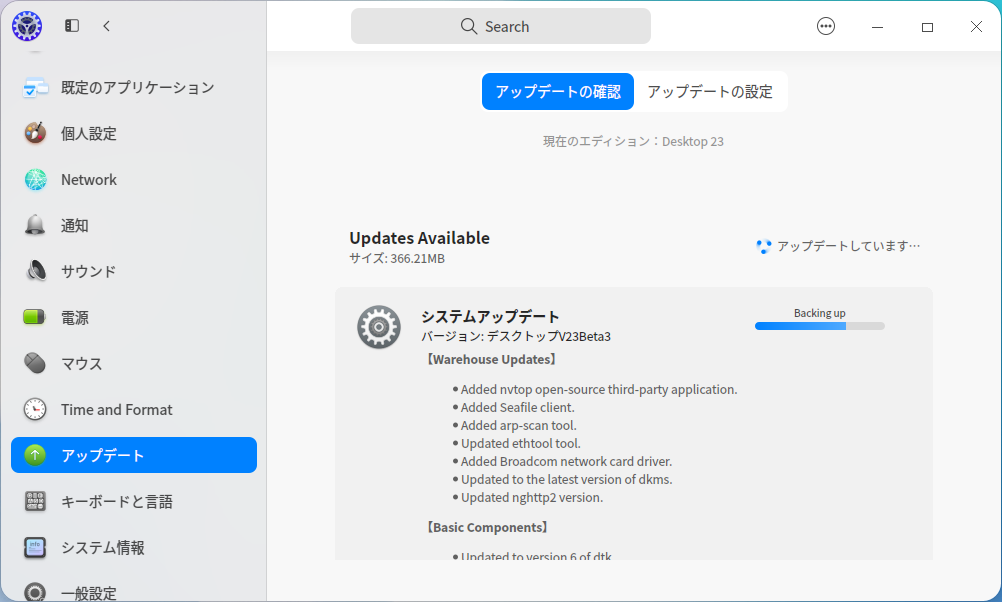 Search
既定のアプリケーション
個人設定
Network
通知
サウンド
電源
マウス
Time and Format
アップデート
キーボードと言語
システム情報
一般設定
アップデートの確認 アップデートの設定
現在のエディション：Desktop 23
Updates Available
サイズ: 366.21MB
アップデートしています…
システムアップデート
バージョン: デスクトップV23Beta3
Backing up
【Warehouse Updates】
• Added nvtop open-source third-party application.
• Added Seafile client.
• Added arp-scan tool.
• Updated ethtool tool.
• Added Broadcom network card driver.
• Updated to the latest version of dkms.
• Updated nghttp2 version.
【Basic Components】
• Updated to version 6 of dtk